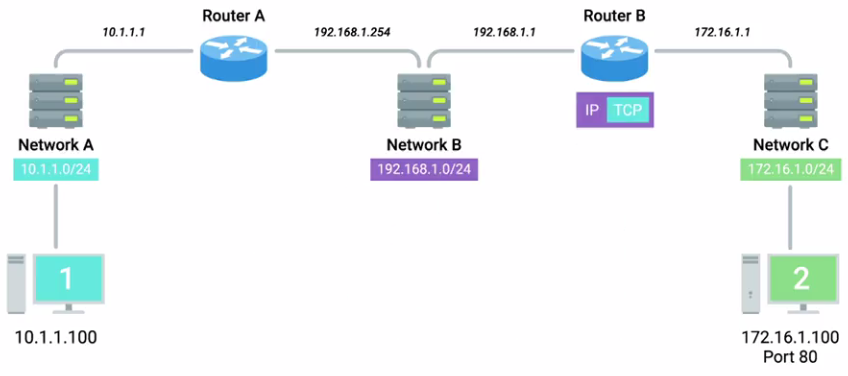 Router A
Router B
10.1.1.1
192.168.1.254
192.168.1.1
172.16.1.1
IP TCP
Network A
Network B
Network C
10.1.1.0/24
192.168.1.0/24
172.16.1.0/24
1
2
10.1.1.100
172.16.1.100
Port 80